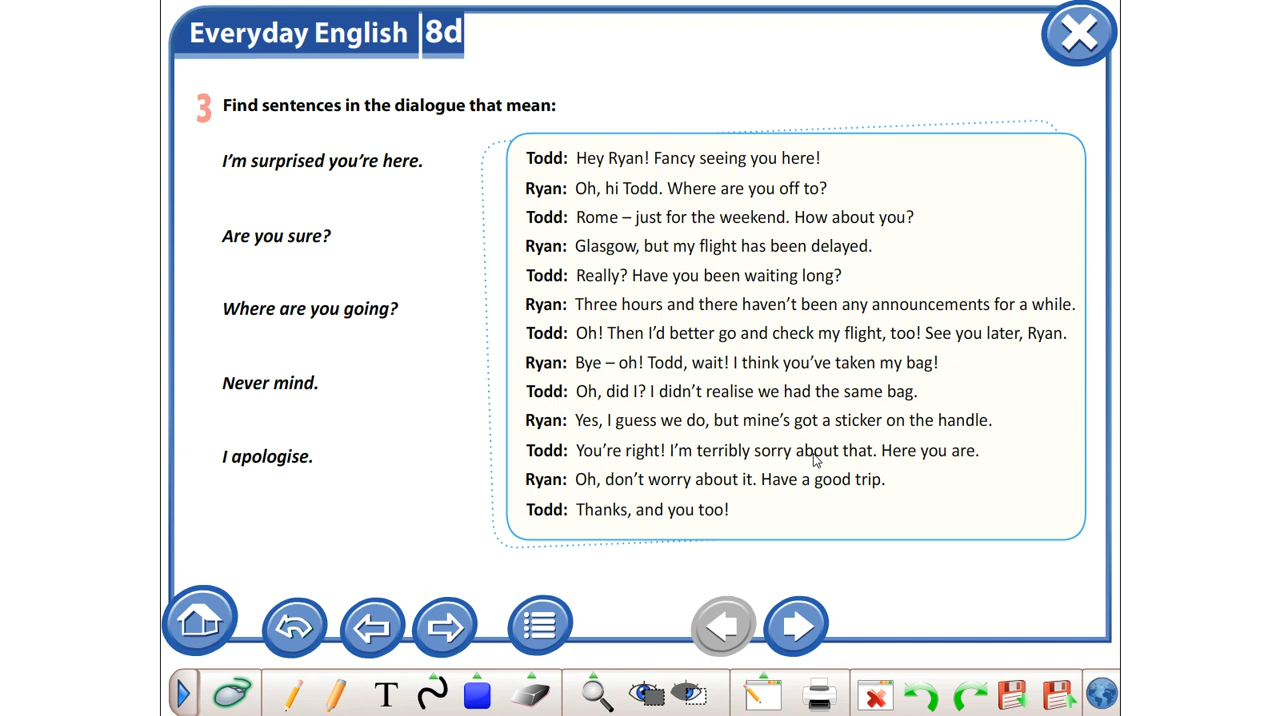 Everyday English 8d
3 Find sentences in the dialogue that mean:
I'm surprised you're here.
Are you sure?
Where are you going?
Never mind.
I apologise.
Todd: Hey Ryan! Fancy seeing you here!
Ryan: Oh, hi Todd. Where are you off to?
Todd: Rome – just for the weekend. How about you?
Ryan: Glasgow, but my flight has been delayed.
Todd: Really? Have you been waiting long?
Ryan: Three hours and there haven't been any announcements for a while.
Todd: Oh! Then I'd better go and check my flight, too! See you later, Ryan.
Ryan: Bye – oh! Todd, wait! I think you've taken my bag!
Todd: Oh, did I? I didn't realise we had the same bag.
Ryan: Yes, I guess we do, but mine's got a sticker on the handle.
Todd: You're right! I'm terribly sorry about that. Here you are.
Ryan: Oh, don't worry about it. Have a good trip.
Todd: Thanks, and you too!
T